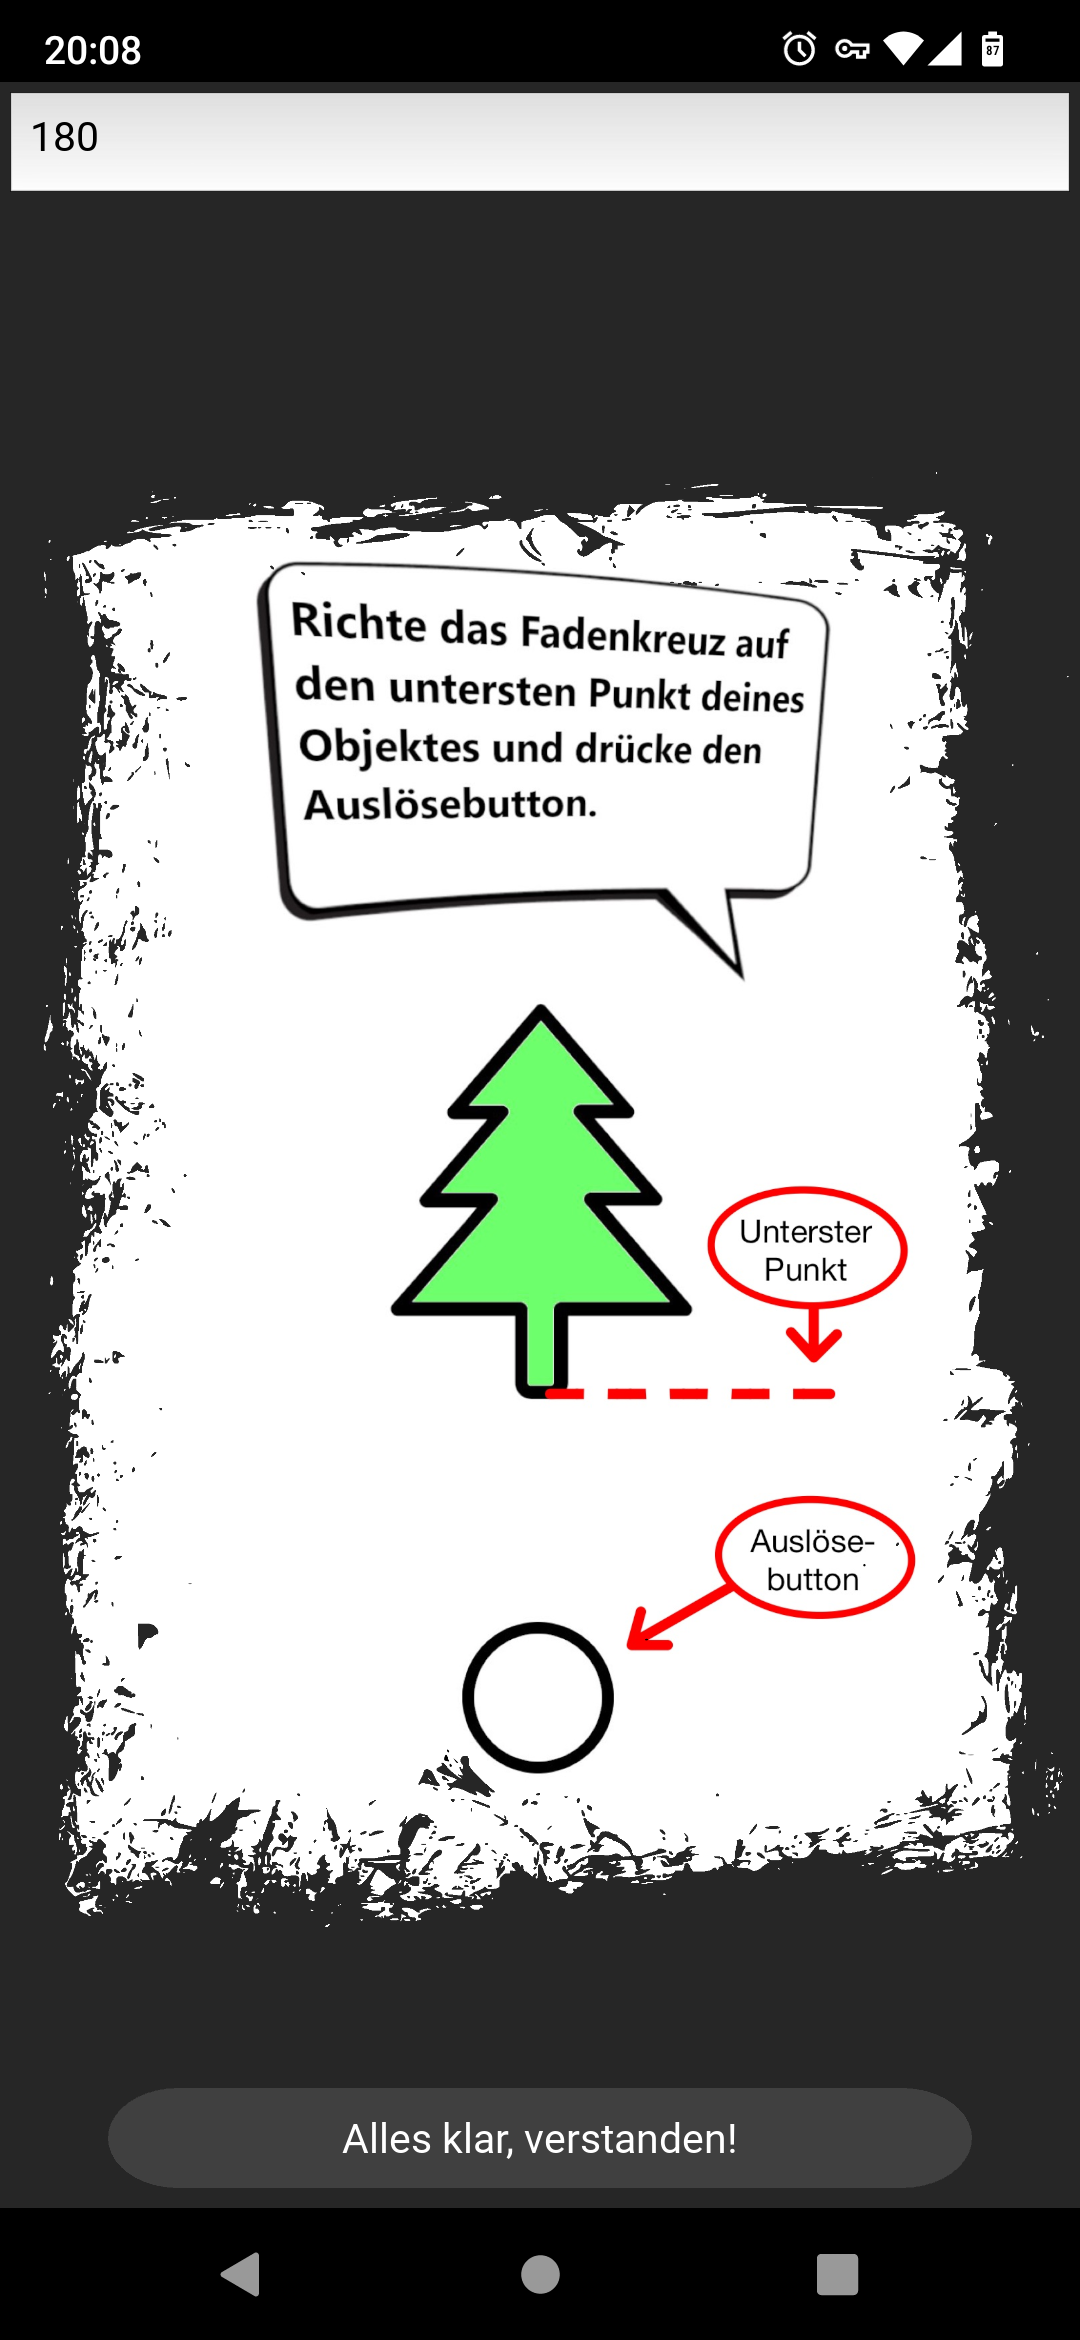 20:08
87
180
Richte das Fadenkreuz auf
den untersten Punkt deines
Objektes und drücke den
Auslösebutton.
Unterster
Punkt
Auslöse-
button
Alles klar, verstanden!